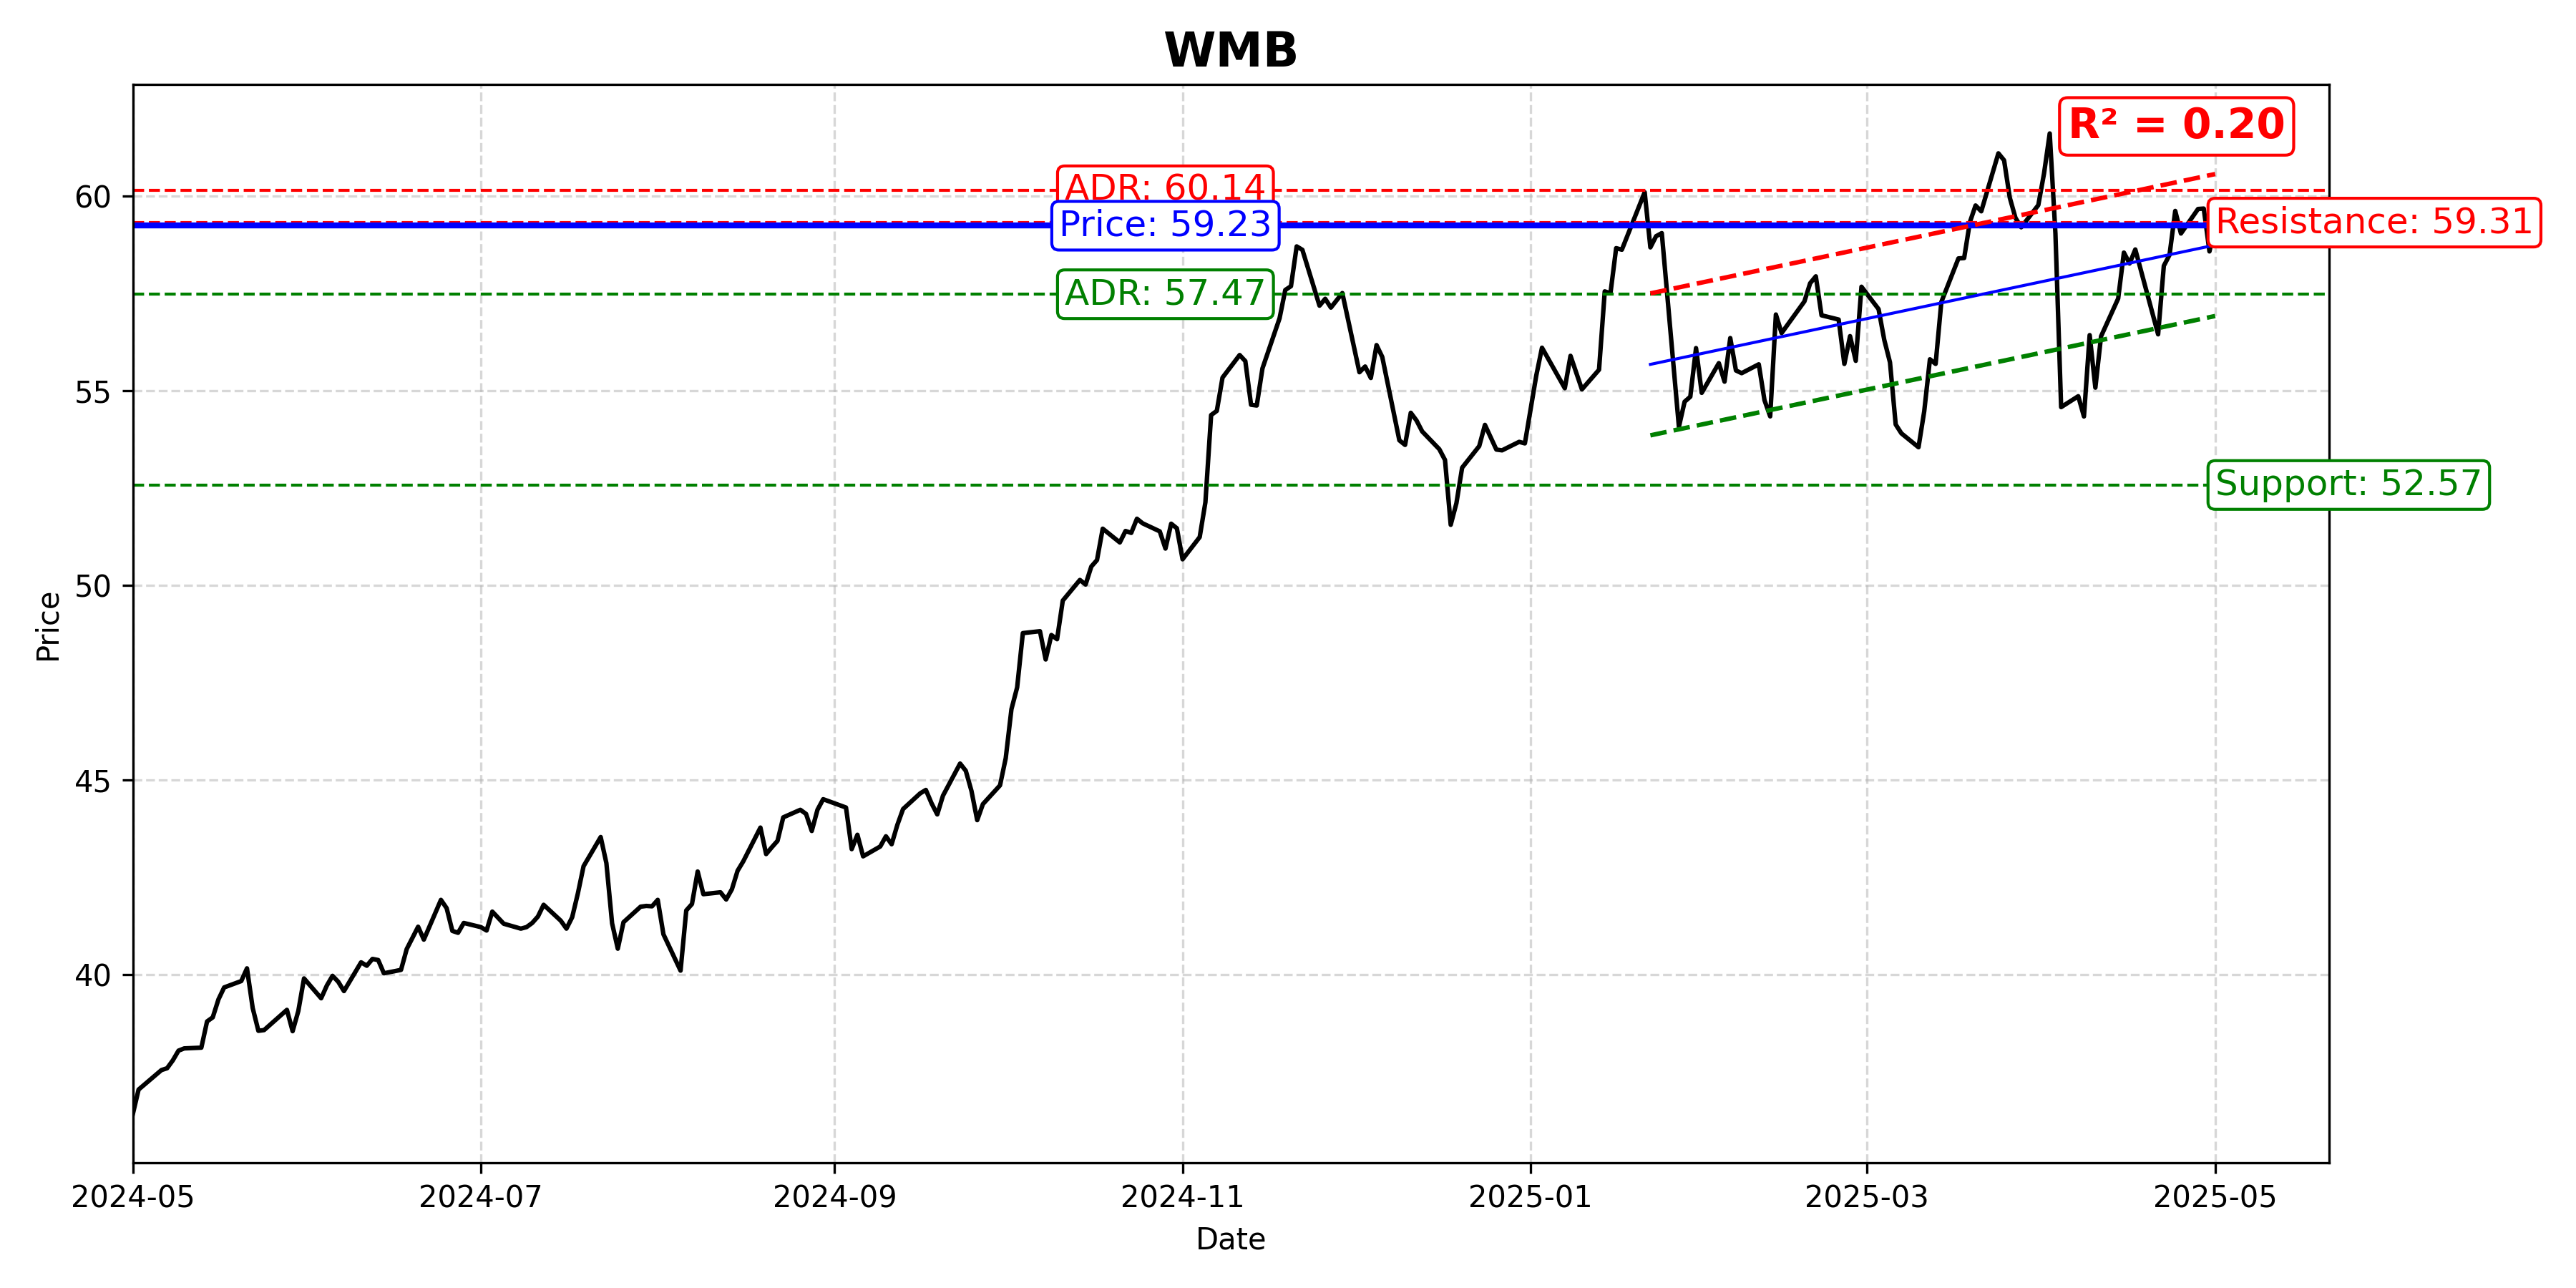 WMB
R² = 0.20
ADR: 60.14
Price: 59.23
Resistance: 59.31
ADR: 57.47
Support: 52.57
60
55
50
45
40
Price
2024-05
2024-07
2024-09
2024-11
2025-01
2025-03
2025-05
Date